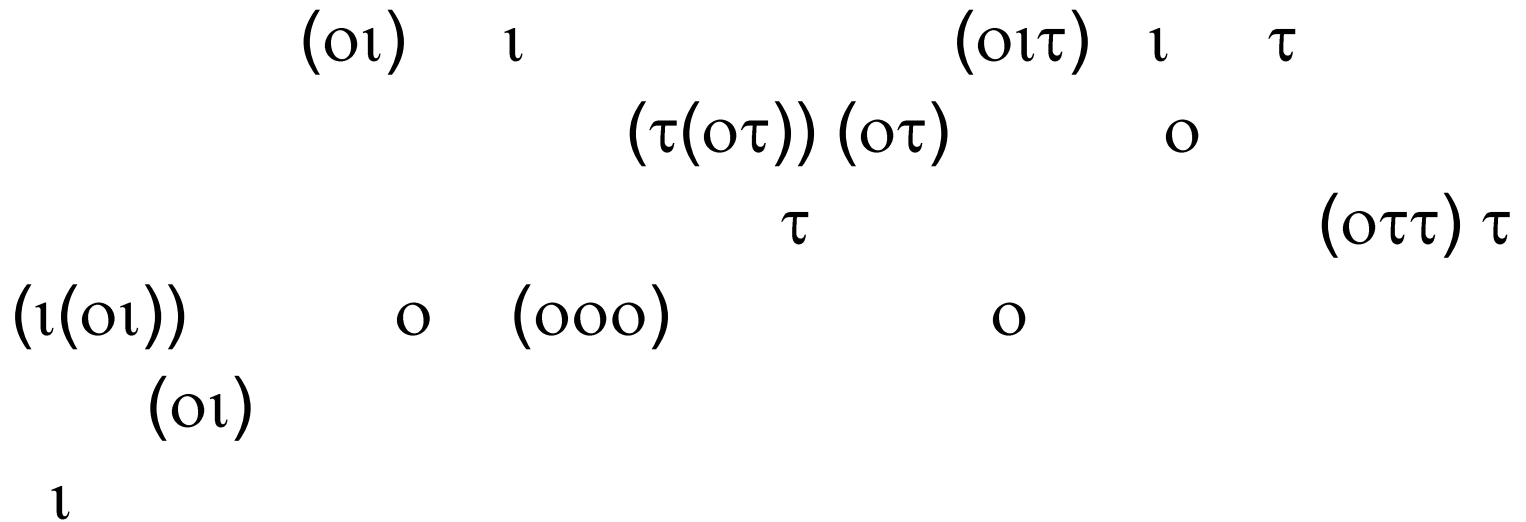 (οι) ι (οιτ) ι τ
(τ(οτ)) (οτ) ο
τ (οττ) τ
(ι(οι)) ο (οοο) ο
(οι)
ι